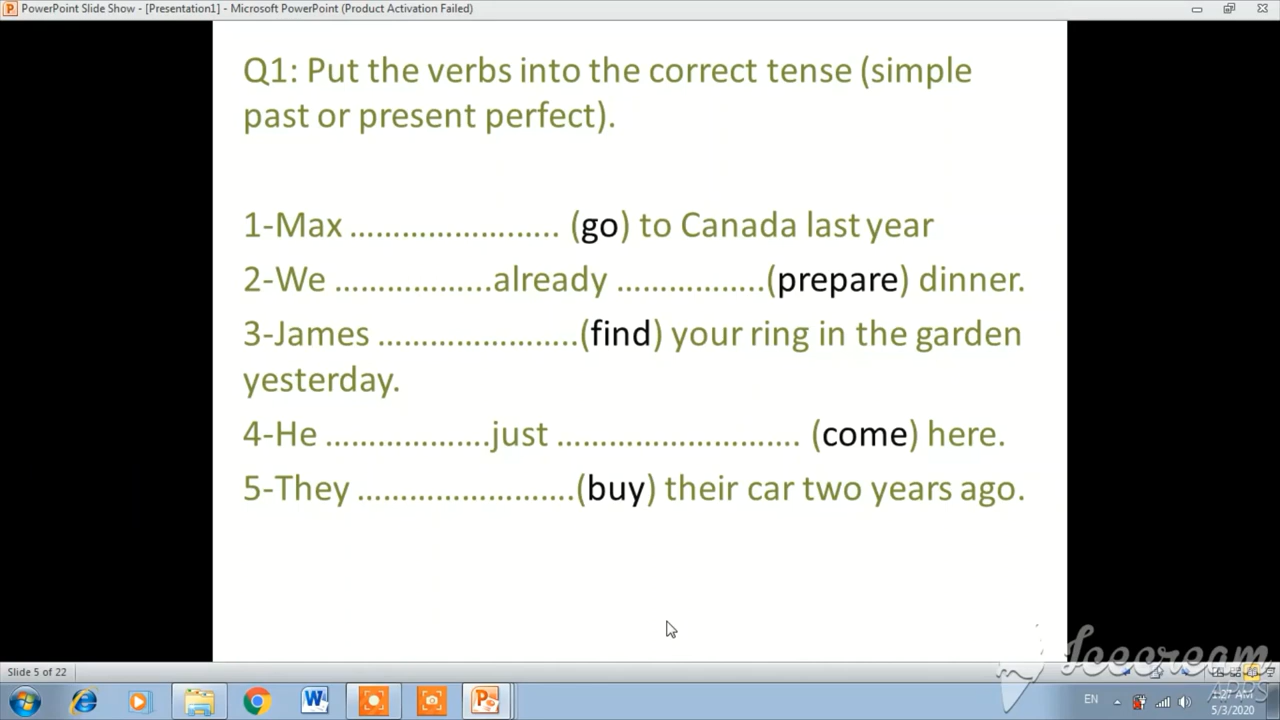 PowerPoint Slide Show - [Presentation1] - Microsoft PowerPoint (Product Activation Failed)
Q1: Put the verbs into the correct tense (simple
past or present perfect).
1-Max ………………….….. (go) to Canada last year
2-We ……………...already ……………..(prepare) dinner.
3-James …………………..(find) your ring in the garden
yesterday.
4-He ……………….just ………………………. (come) here.
5-They …………………….(buy) their car two years ago.
Icecream
APPS
Slide 5 of 22
EN
5/3/2020